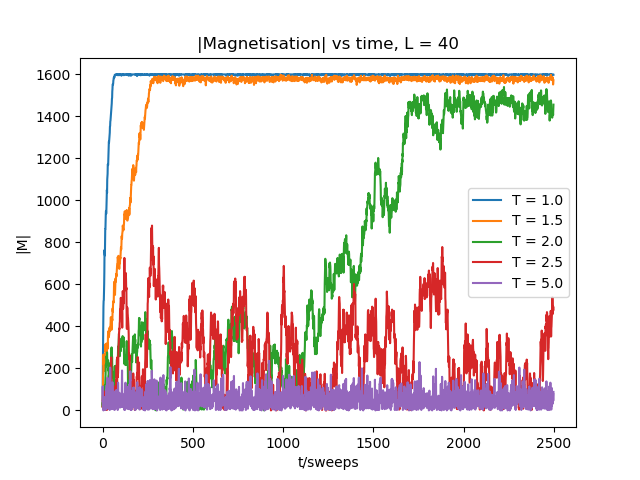 |Magnetisation| vs time, L = 40
|M|
1600
1400
1200
1000
800
600
400
200
0
T = 1.0
T = 1.5
T = 2.0
T = 2.5
T = 5.0
0 500 1000 1500 2000 2500
t/sweeps